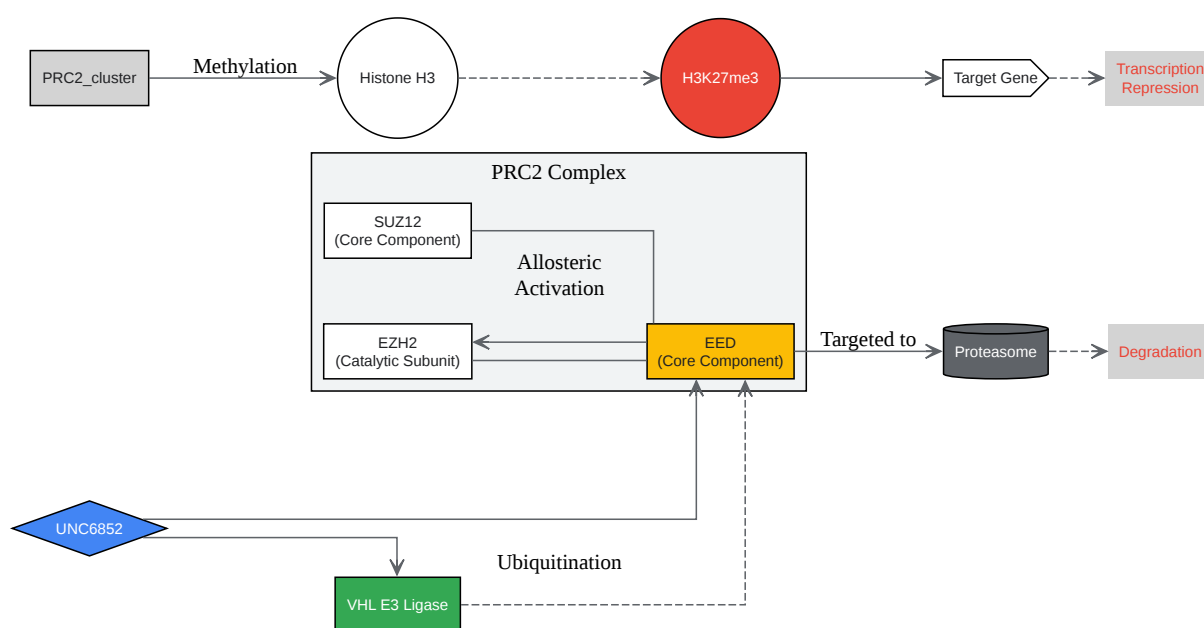 PRC2_cluster
Methylation
Histone H3
H3K27me3
Target Gene
Transcription
Repression
PRC2 Complex
SUZ12
(Core Component)
Allosteric
Activation
EZH2
(Catalytic Subunit)
EED
(Core Component)
Targeted to
Proteasome
Degradation
UNC6852
Ubiquitination
VHL E3 Ligase